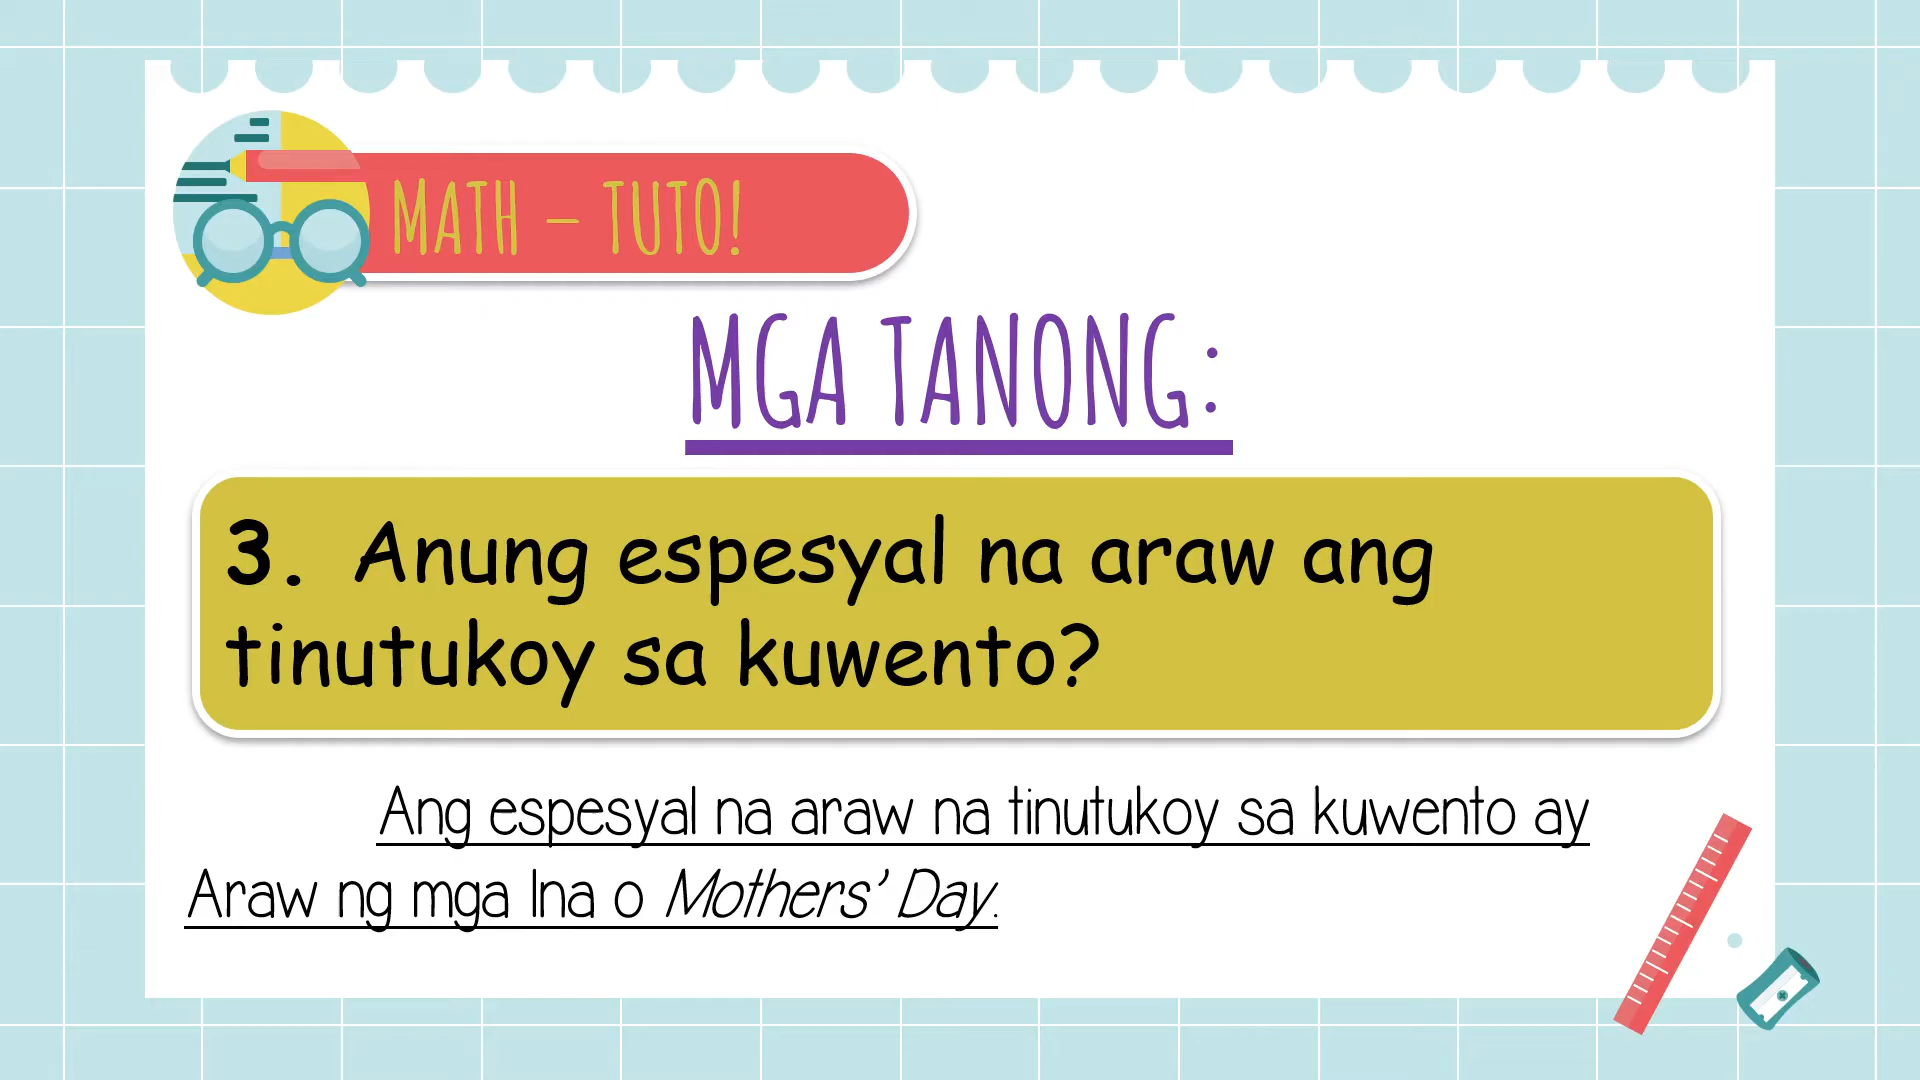 MATH – TUTO!
MGA TANONG:
3. Anung espesyal na araw ang
tinutukoy sa kuwento?
Ang espesyal na araw na tinutukoy sa kuwento ay
Araw ng mga Ina o Mothers’ Day.